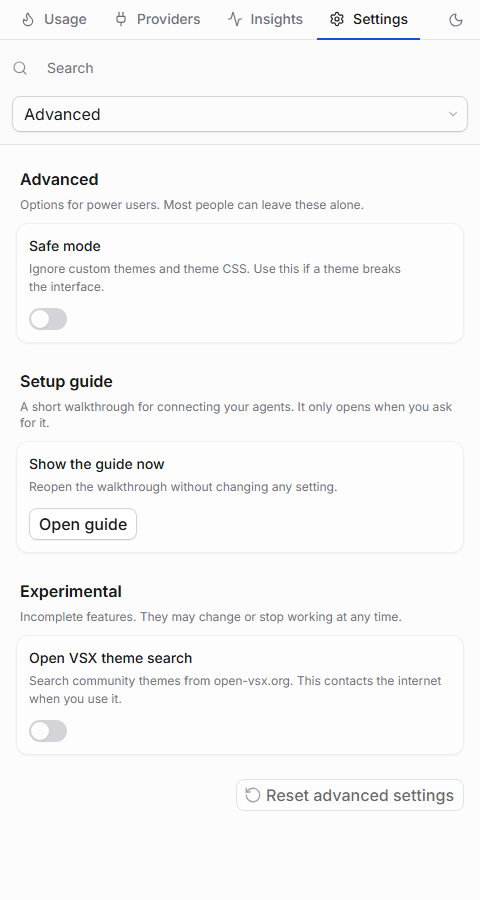 Usage
Providers
Insights
Settings
Search
Advanced
Advanced
Options for power users. Most people can leave these alone.
Safe mode
Ignore custom themes and theme CSS. Use this if a theme breaks
the interface.
Setup guide
A short walkthrough for connecting your agents. It only opens when you ask
for it.
Show the guide now
Reopen the walkthrough without changing any setting.
Open guide
Experimental
Incomplete features. They may change or stop working at any time.
Open VSX theme search
Search community themes from open-vsx.org. This contacts the internet
when you use it.
Reset advanced settings